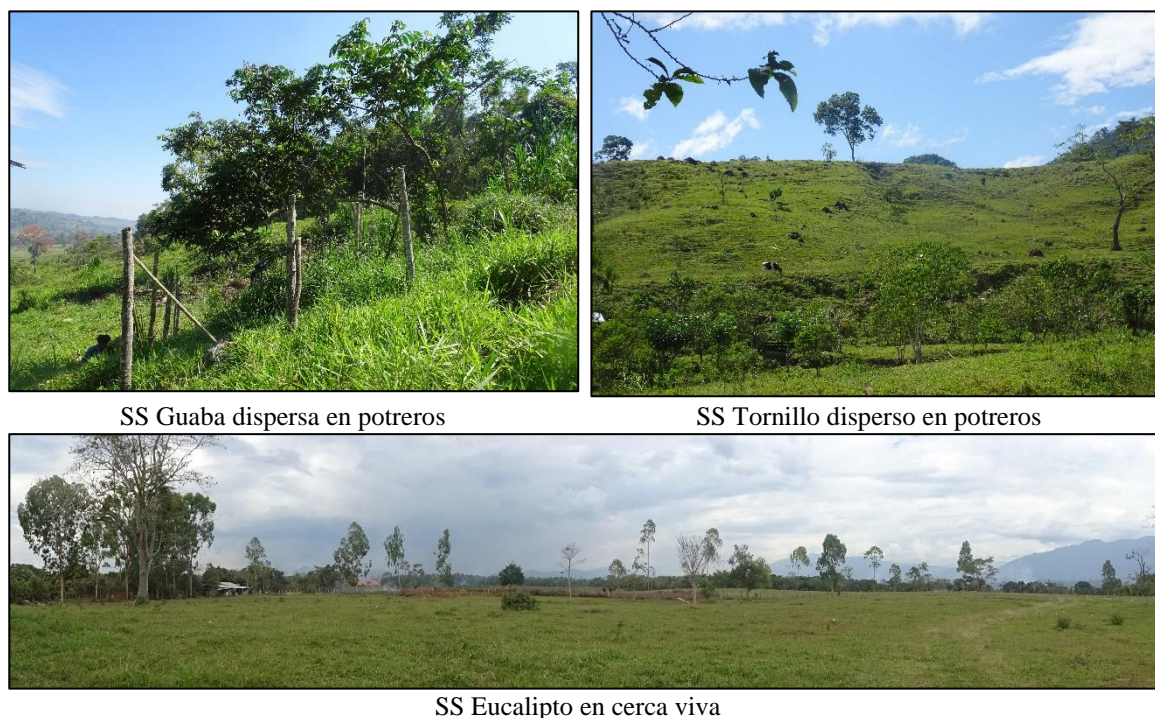 SS Guaba dispersa en potreros
SS Tornillo disperso en potreros
SS Eucalipto en cerca viva